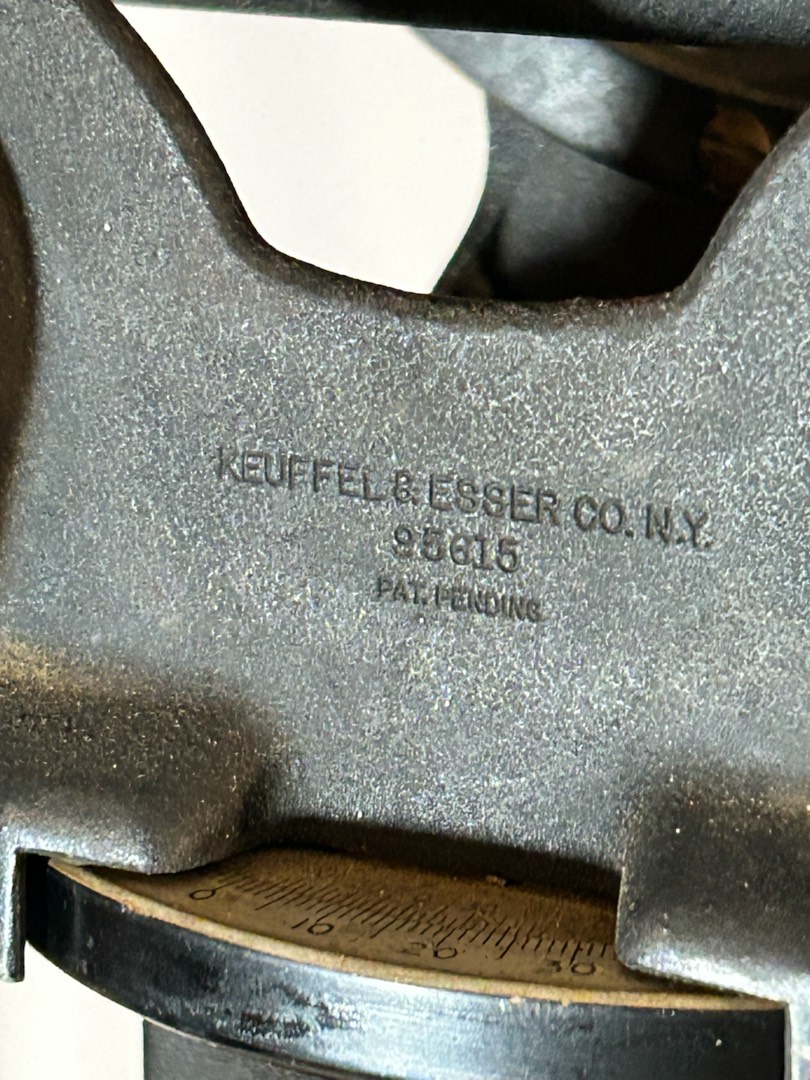 KEUFFEL & ESSER CO. N.Y.
95615
PAT. PENDING
0 10 20 30